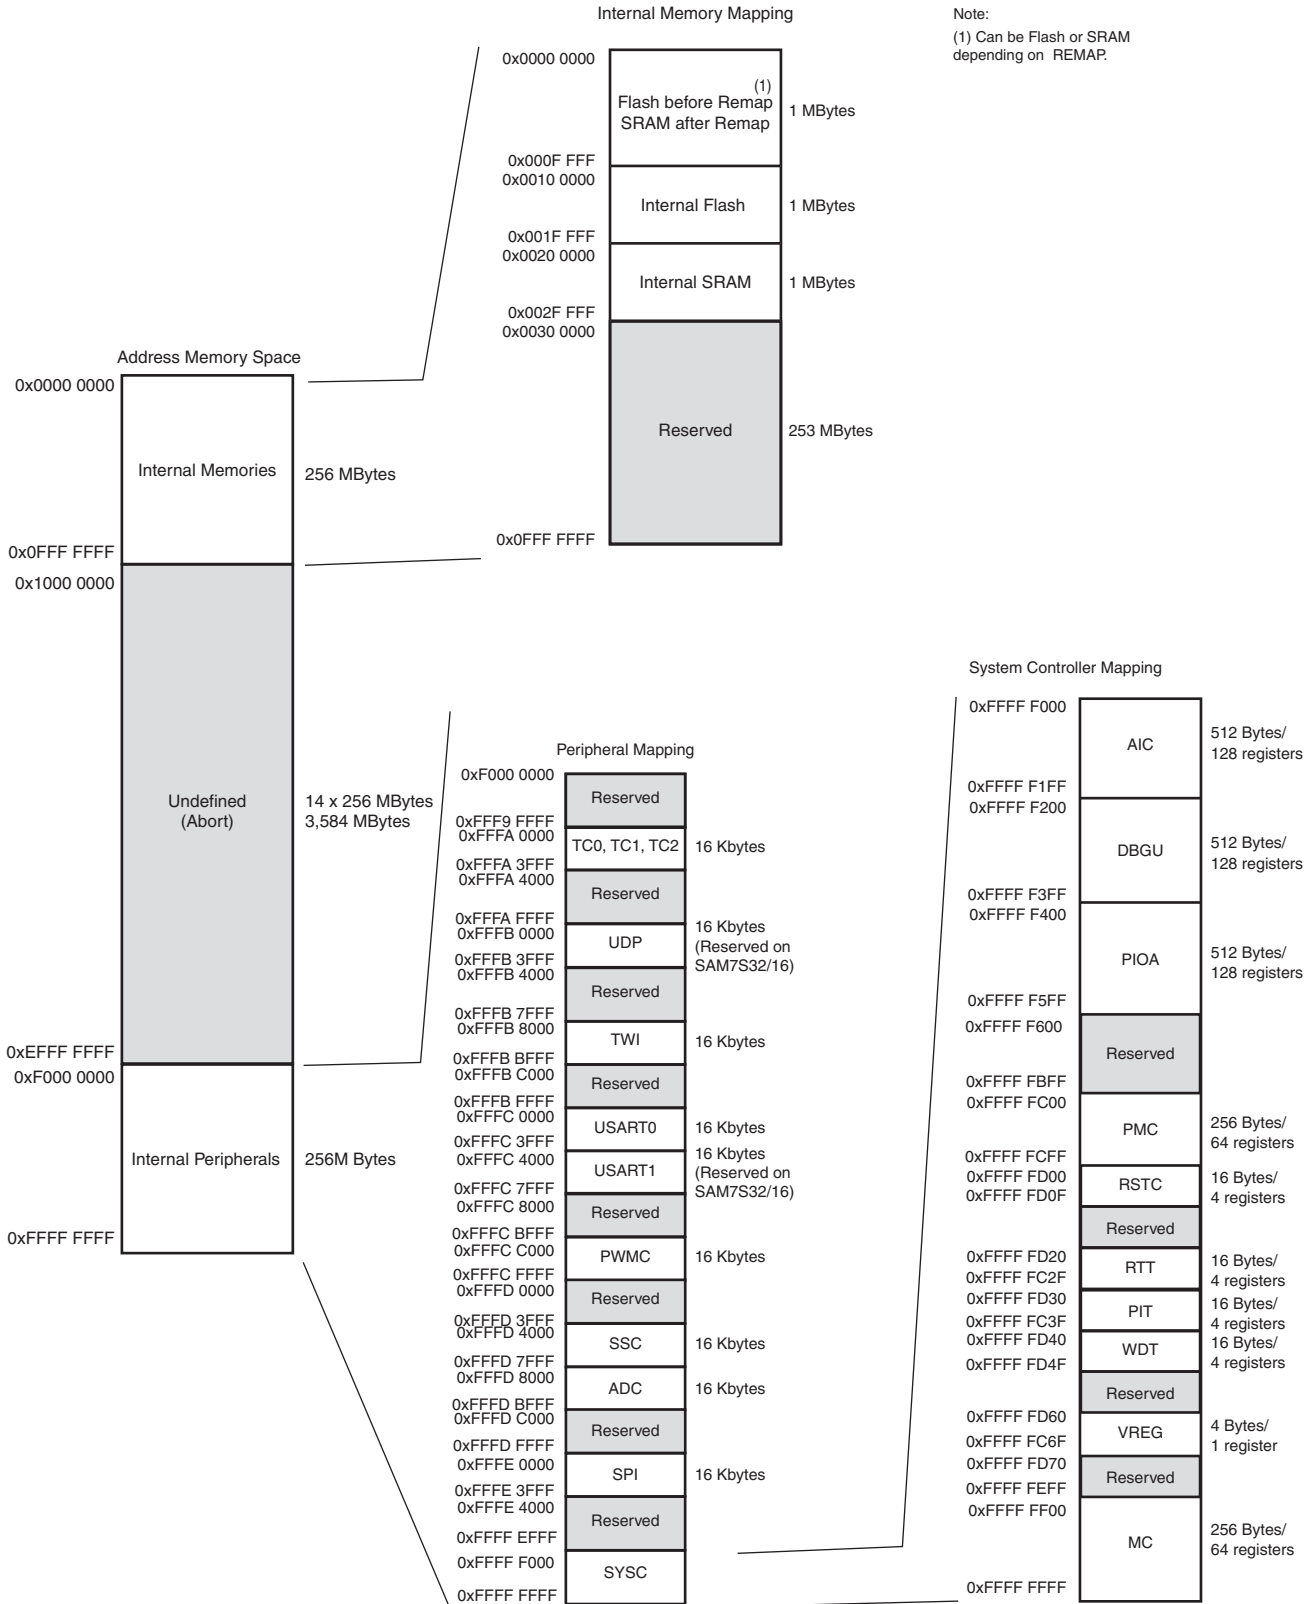 Internal Memory Mapping
0x0000 0000
(1)
Flash before Remap
SRAM after Remap
1 MBytes
0x000F FFF
0x0010 0000
Internal Flash
1 MBytes
0x001F FFF
0x0020 0000
Internal SRAM
1 MBytes
0x002F FFF
0x0030 0000
Reserved
253 MBytes
0x0FFF FFFF
Note:
(1) Can be Flash or SRAM
depending on REMAP.
Address Memory Space
0x0000 0000
Internal Memories
256 MBytes
0x0FFF FFFF
0x1000 0000
Undefined
(Abort)
14 x 256 MBytes
3,584 MBytes
0xEFFF FFFF
0xF000 0000
Internal Peripherals
256M Bytes
0xFFFF FFFF
Peripheral Mapping
0xF000 0000
Reserved
0xFFF9 FFFF
0xFFFA 0000
TC0, TC1, TC2
16 Kbytes
0xFFFA 3FFF
0xFFFA 4000
Reserved
0xFFFA FFFF
0xFFFB 0000
UDP
16 Kbytes
(Reserved on
SAM7S32/16)
0xFFFB 3FFF
0xFFFB 4000
Reserved
0xFFFB 7FFF
0xFFFB 8000
TWI
16 Kbytes
0xFFFB BFFF
0xFFFB C000
Reserved
0xFFFB FFFF
0xFFFC 0000
USART0
16 Kbytes
0xFFFC 3FFF
0xFFFC 4000
USART1
16 Kbytes
(Reserved on
SAM7S32/16)
0xFFFC 7FFF
0xFFFC 8000
Reserved
0xFFFC BFFF
0xFFFC C000
PWMC
16 Kbytes
0xFFFC FFFF
0xFFFD 0000
Reserved
0xFFFD 3FFF
0xFFFD 4000
SSC
16 Kbytes
0xFFFD 7FFF
0xFFFD 8000
ADC
16 Kbytes
0xFFFD BFFF
0xFFFD C000
Reserved
0xFFFD FFFF
0xFFFE 0000
SPI
16 Kbytes
0xFFFE 3FFF
0xFFFE 4000
Reserved
0xFFFF EFFF
0xFFFF F000
SYSC
0xFFFF FFFF
System Controller Mapping
0xFFFF F000
AIC
512 Bytes/
128 registers
0xFFFF F1FF
0xFFFF F200
DBGU
512 Bytes/
128 registers
0xFFFF F3FF
0xFFFF F400
PIOA
512 Bytes/
128 registers
0xFFFF F5FF
0xFFFF F600
Reserved
0xFFFF FBFF
0xFFFF FC00
PMC
256 Bytes/
64 registers
0xFFFF FCFF
0xFFFF FD00
RSTC
16 Bytes/
4 registers
0xFFFF FD0F
Reserved
0xFFFF FD20
RTT
16 Bytes/
4 registers
0xFFFF FC2F
0xFFFF FD30
PIT
16 Bytes/
4 registers
0xFFFF FC3F
0xFFFF FD40
WDT
16 Bytes/
4 registers
0xFFFF FD4F
Reserved
0xFFFF FD60
VREG
4 Bytes/
1 register
0xFFFF FC6F
0xFFFF FD70
Reserved
0xFFFF FEFF
0xFFFF FF00
MC
256 Bytes/
64 registers
0xFFFF FFFF